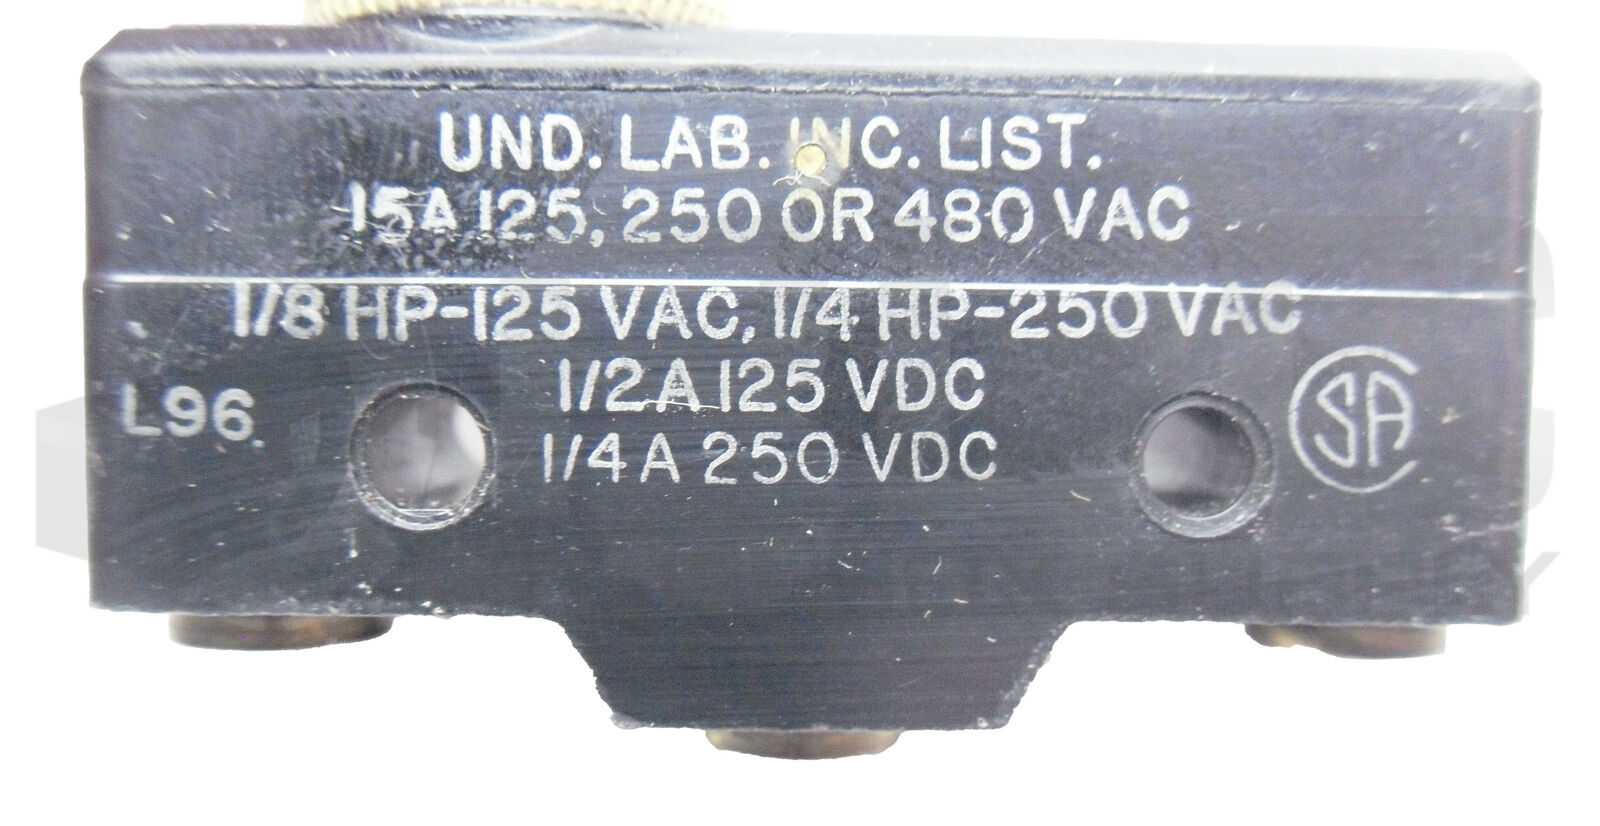 UND. LAB. INC. LIST.
15A 125, 250 OR 480 VAC
1/8 HP-125 VAC, 1/4 HP-250 VAC
1/2A 125 VDC
L96.
1/4A 250 VDC
SA